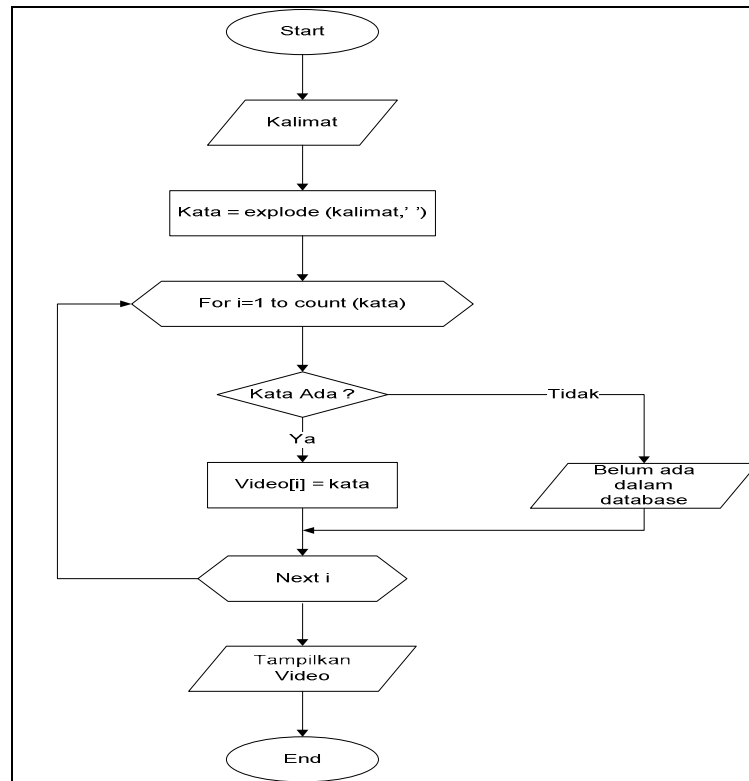 Start
Kalimat
Kata = explode (kalimat,' ')
For i=1 to count (kata)
Kata Ada ?
Tidak
Ya
Video[i] = kata
Belum ada
dalam
database
Next i
Tampilkan
Video
End